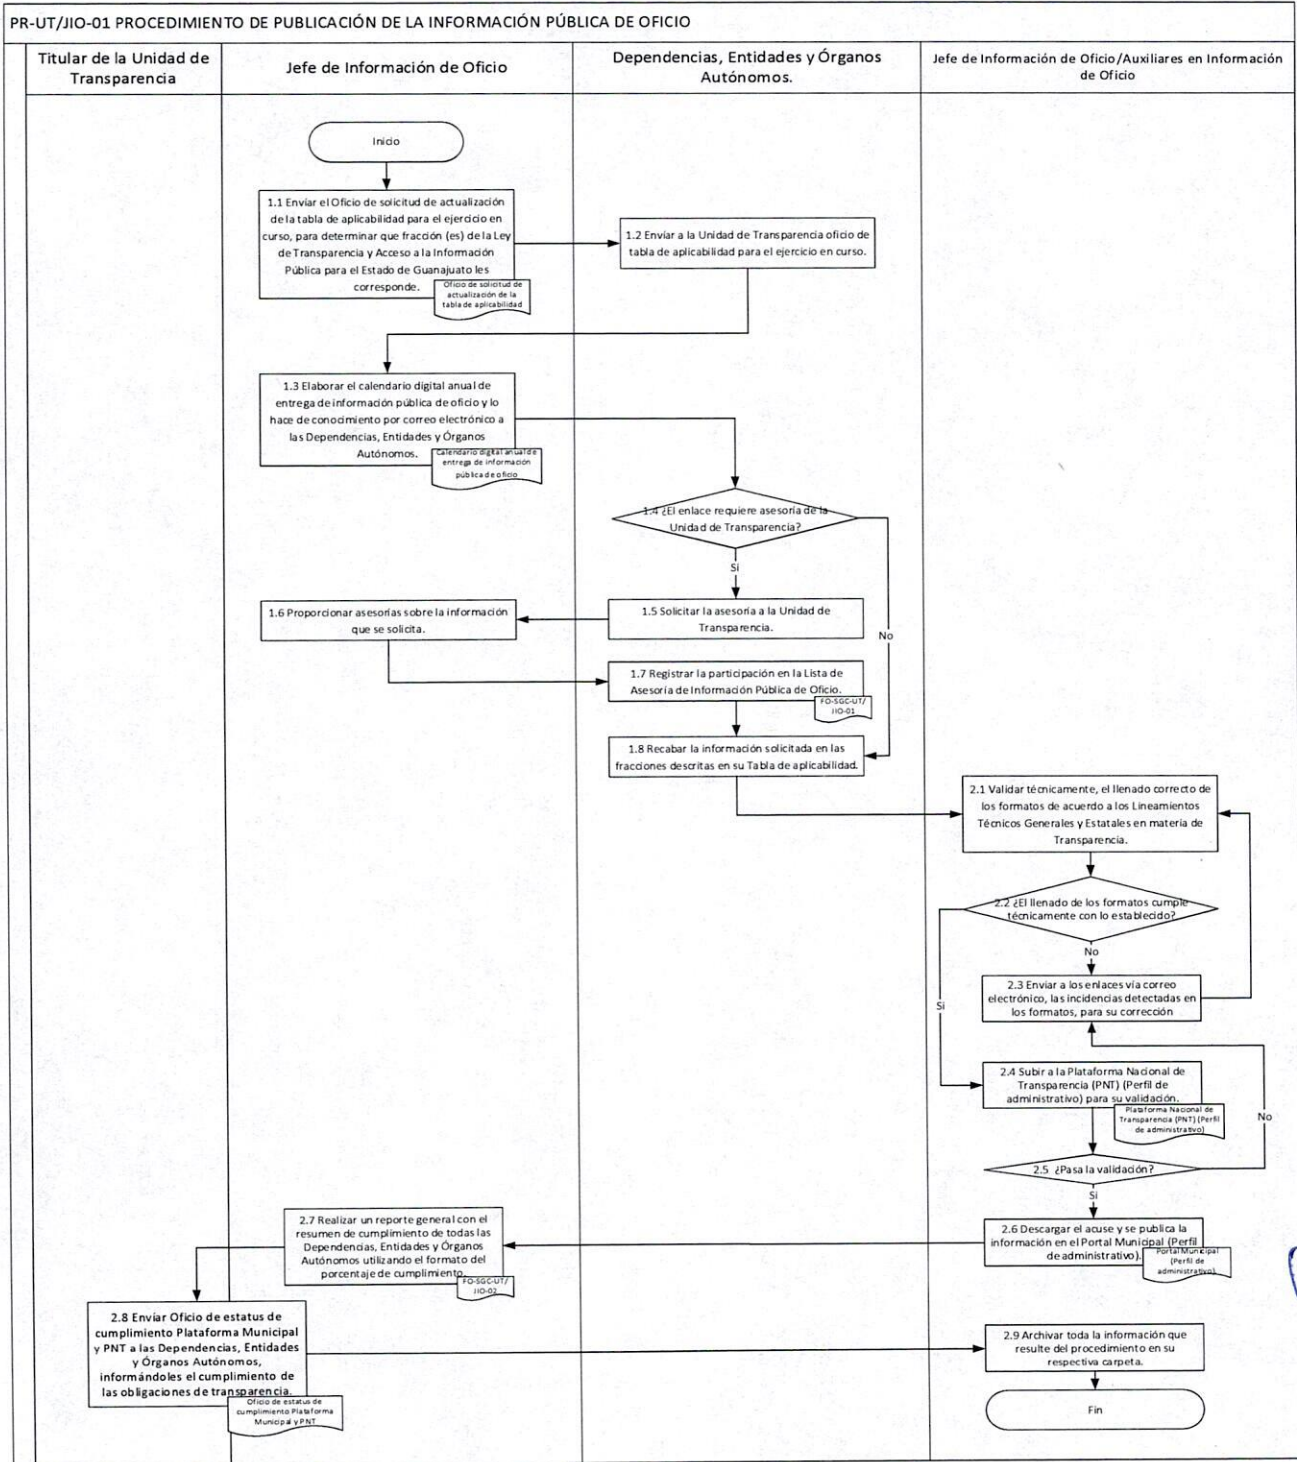 PR-UT/JIO-01 PROCEDIMIENTO DE PUBLICACIÓN DE LA INFORMACIÓN PÚBLICA DE OFICIO
Titular de la Unidad de
Transparencia
Jefe de Información de Oficio
Dependencias, Entidades y Órganos
Autónomos.
Jefe de Información de Oficio/Auxiliares en Información
de Oficio
Inicio
1.1 Envíar el Oficio de solicitud de actualización
de la tabla de aplicabilidad para el ejercicio en
curso, para determinar que fracción (es) de la Ley
de Transparencia y Acceso a la Información
Pública para el Estado de Guanajuato les
corresponde.
Oficio de solicitud de
actualización de la
tabla de aplicabilidad
1.2 Envíar a la Unidad de Transparencia oficio de
tabla de aplicabilidad para el ejercicio en curso.
1.3 Elaborar el calendario digital anual de
entrega de información pública de oficio y lo
hace de conocimiento por correo electrónico a
las Dependencias, Entidades y Órganos
Autónomos.
Calendario digital anual de
entrega de información
pública de oficio
1.4 ¿El enlace requiere asesoría de la
Unidad de Transparencia?
Sí
No
1.5 Solicitar la asesoría a la Unidad de
Transparencia.
1.6 Proporcionar asesorías sobre la información
que se solicita.
1.7 Registrar la participación en la Lista de
Asesoría de Información Pública de Oficio.
FO-SGC-UT/
JIO-01
1.8 Recabar la información solicitada en las
fracciones descritas en su Tabla de aplicabilidad.
2.1 Validar técnicamente, el llenado correcto de
los formatos de acuerdo a los Lineamientos
Técnicos Generales y Estatales en materia de
Transparencia.
2.2 ¿El llenado de los formatos cumple
técnicamente con lo establecido?
No
Si
2.3 Enviar a los enlaces vía correo
electrónico, las incidencias detectadas en
los formatos, para su corrección
2.4 Subir a la Plataforma Nacional de
Transparencia (PNT) (Perfil de
administrativo) para su validación.
Plataforma Nacional de
Transparencia (PNT) (Perfil
de administrativo)
No
2.5 ¿Pasa la validación?
Sí
2.6 Descargar el acuse y se publica la
información en el Portal Municipal (Perfil
de administrativo).
Portal Municipal
(Perfil de
administrativo)
2.7 Realizar un reporte general con el
resumen de cumplimiento de todas las
Dependencias, Entidades y Órganos
Autónomos utilizando el formato del
porcentaje de cumplimiento.
FO-SGC-UT/
JIO-02
2.8 Envíar Oficio de estatus de
cumplimiento Plataforma Municipal
y PNT a las Dependencias, Entidades
y Órganos Autónomos,
informándoles el cumplimiento de
las obligaciones de transparencia.
Oficio de estatus de
cumplimiento Plataforma
Municipal y PNT
2.9 Archivar toda la información que
resulte del procedimiento en su
respectiva carpeta.
Fin